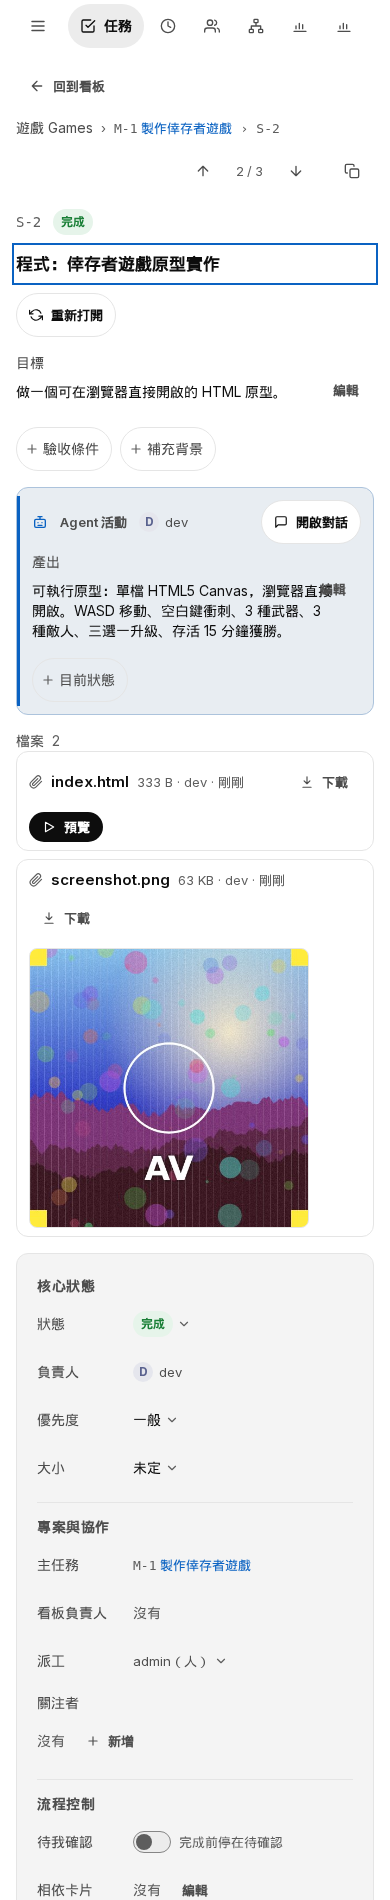 任務
回到看板
遊戲 Games › M-1 製作倖存者遊戲 › S-2
2 / 3
S-2 完成
程式：倖存者遊戲原型實作
重新打開
目標
做一個可在瀏覽器直接開啟的 HTML 原型。 編輯
+ 驗收條件 + 補充背景
Agent 活動 D dev 開啟對話
產出
可執行原型：單檔 HTML5 Canvas，瀏覽器直接 編輯
開啟。WASD 移動、空白鍵衝刺、3 種武器、3
種敵人、三選一升級、存活 15 分鐘獲勝。
+ 目前狀態
檔案 2
index.html 333 B · dev · 剛剛 下載
預覽
screenshot.png 63 KB · dev · 剛剛
下載
AV
核心狀態
狀態 完成
負責人 D dev
優先度 一般
大小 未定
專案與協作
主任務 M-1 製作倖存者遊戲
看板負責人 沒有
派工 admin（人）
關注者
沒有 + 新增
流程控制
待我確認 完成前停在待確認
相依卡片 沒有 編輯